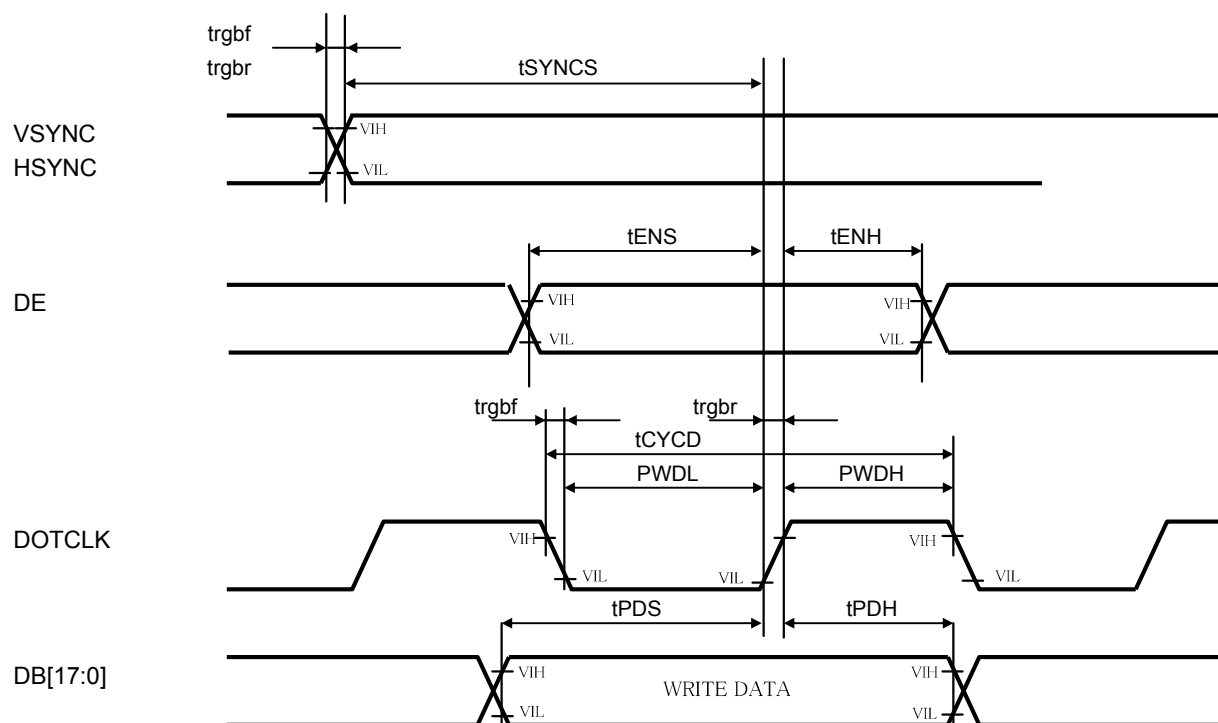 trgbf
trgbr
tSYNCS
VSYNC
HSYNC
VIH
VIL
tENS
tENH
DE
VIH
VIH
VIL
VIL
trgbf
trgbr
tCYCD
PWDL
PWDH
DOTCLK
VIH
VIH
VIL
VIL
VIL
tPDS
tPDH
DB[17:0]
VIH
WRITE DATA
VIH
VIL
VIL